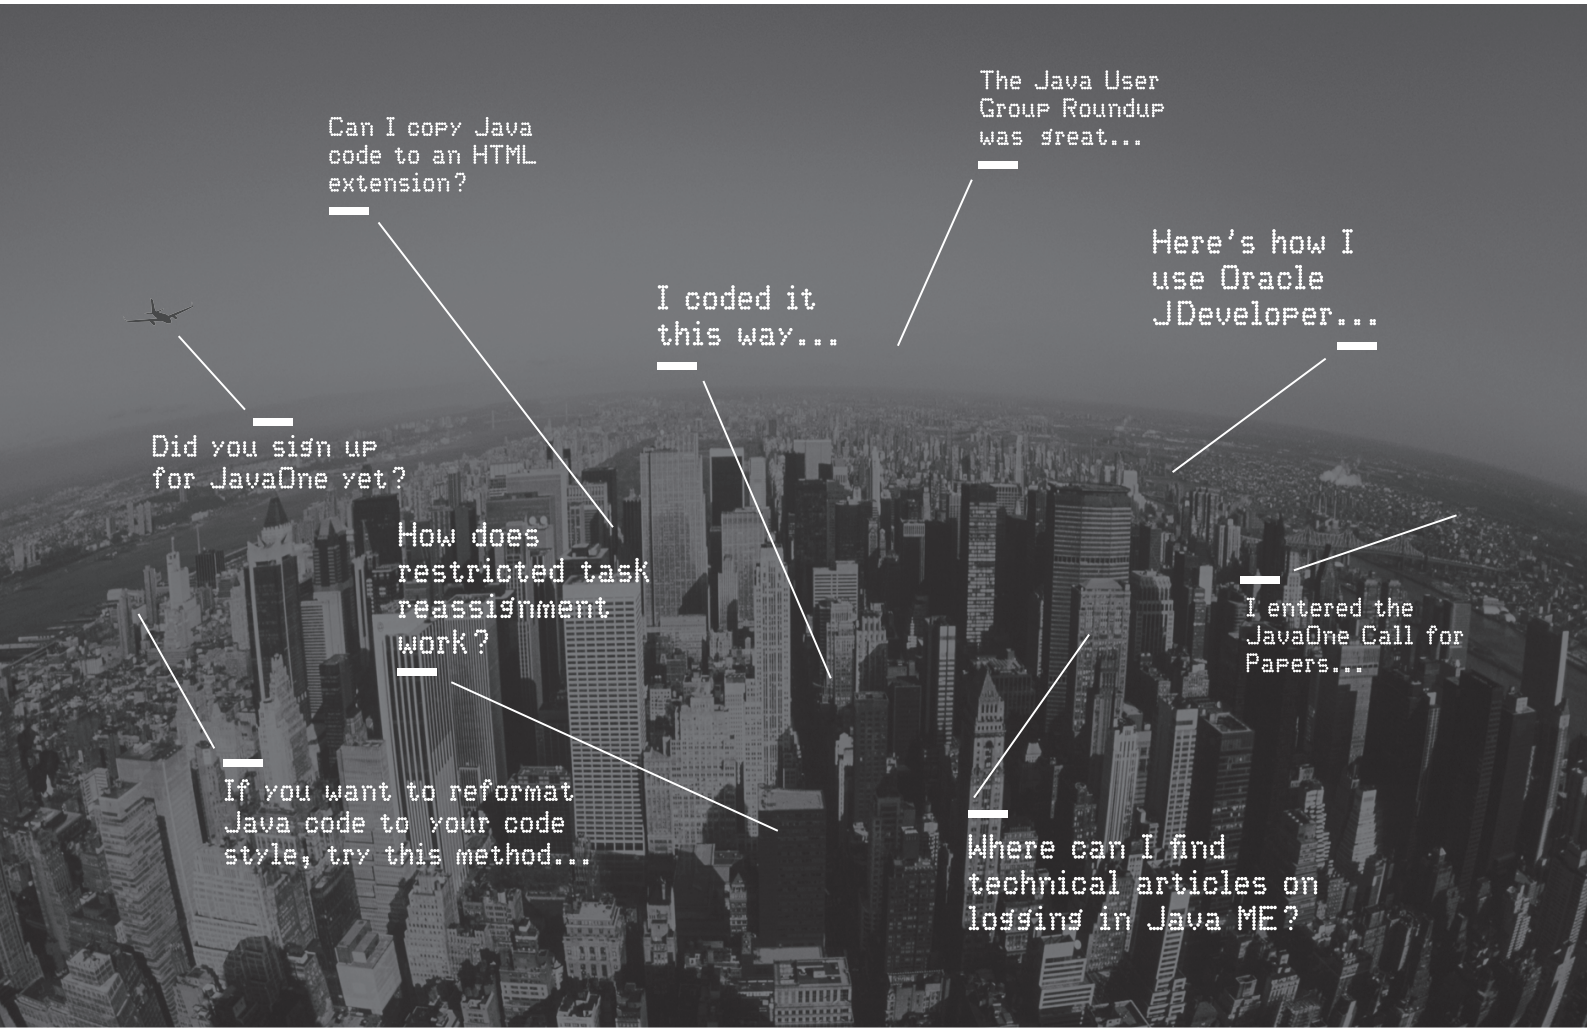 The Java User
Group Roundup
was great...
Can I copy Java
code to an HTML
extension?
Here's how I
use Oracle
JDeveloper...
I coded it
this way...
Did you sign up
for JavaOne yet?
How does
restricted task
reassignment
work?
I entered the
JavaOne Call for
Papers...
If you want to reformat
Java code to your code
style, try this method...
Where can I find
technical articles on
logging in Java ME?